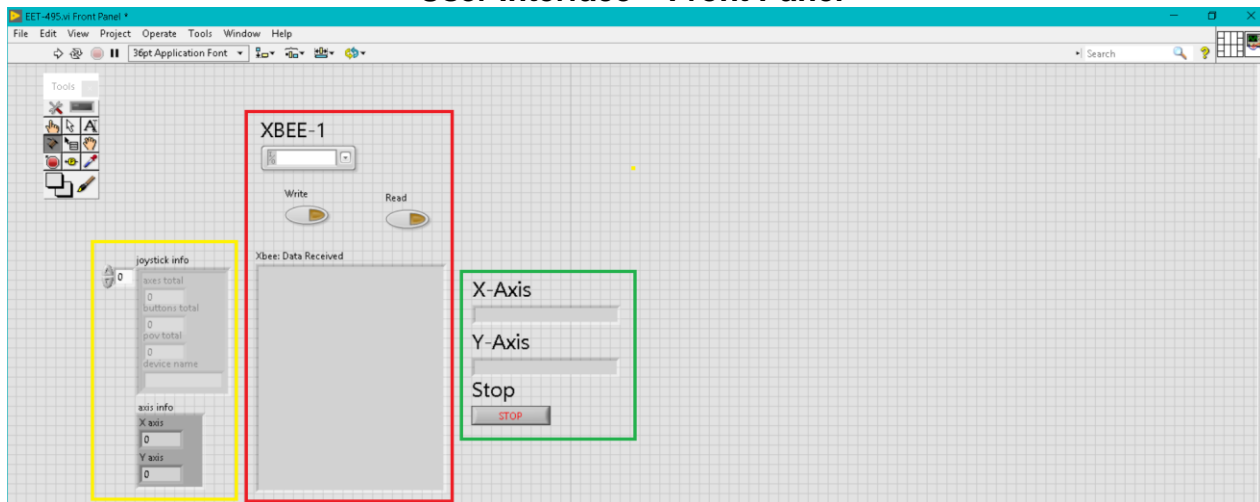 User Interface – Front Panel
EET-495.vi Front Panel *
File Edit View Project Operate Tools Window Help
36pt Application Font
Search
Tools
XBEE-1
Write
Read
Xbee: Data Received
joystick info
0
axes total
0
buttons total
0
pov total
0
device name
axis info
X axis
0
Y axis
0
X-Axis
Y-Axis
Stop
STOP